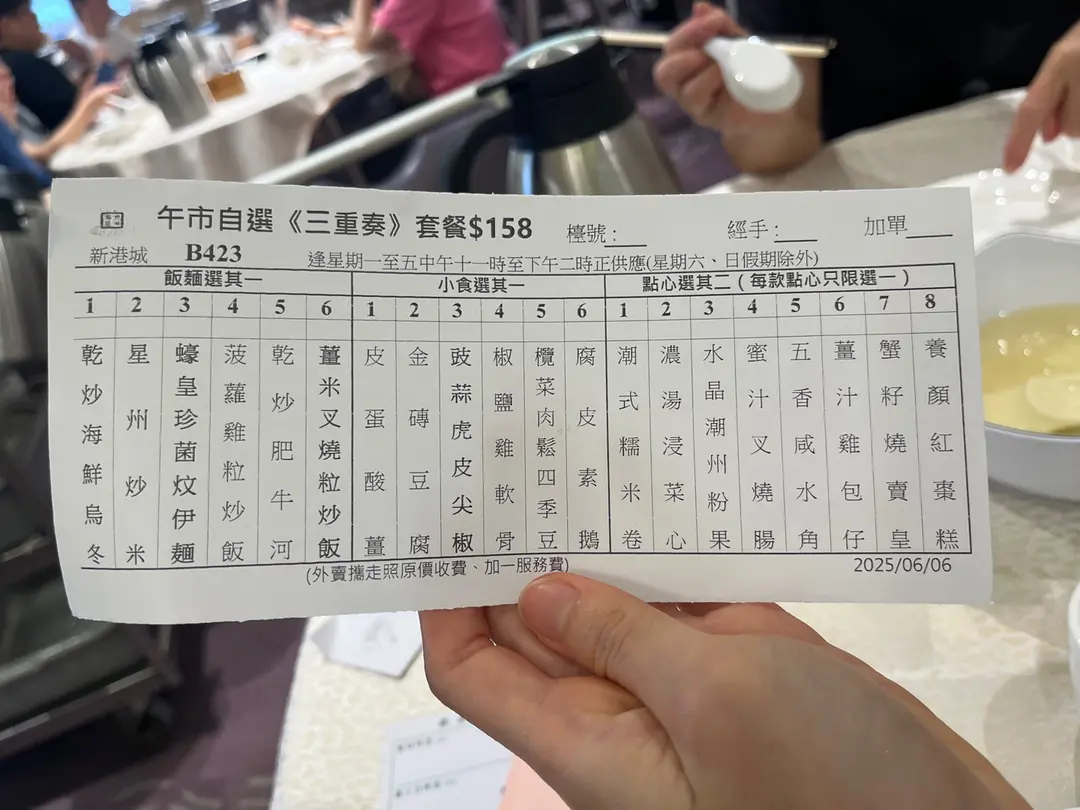 午市自選《三重奏》套餐$158 檯號： 經手： 加單
新港城 B423 逢星期一至五中午十一時至下午二時正供應(星期六、日假期除外)
飯麵選其一 小食選其一 點心選其二（每款點心只限選一）
1 2 3 4 5 6 1 2 3 4 5 6 1 2 3 4 5 6 7 8
乾炒海鮮烏冬
星州炒米
蠔皇珍菌炆伊麵
菠蘿雞粒炒飯
乾炒肥牛河
薑米叉燒粒炒飯
皮蛋酸薑
金磚豆腐
豉蒜虎皮尖椒
椒鹽雞軟骨
欖菜肉鬆四季豆
腐皮素鵝
潮式糯米卷
濃湯浸菜心
水晶潮州粉果
蜜汁叉燒腸
五香咸水角
薑汁雞包仔
蟹籽燒賣皇
養顏紅棗糕
(外賣攜走照原價收費、加一服務費) 2025/06/06